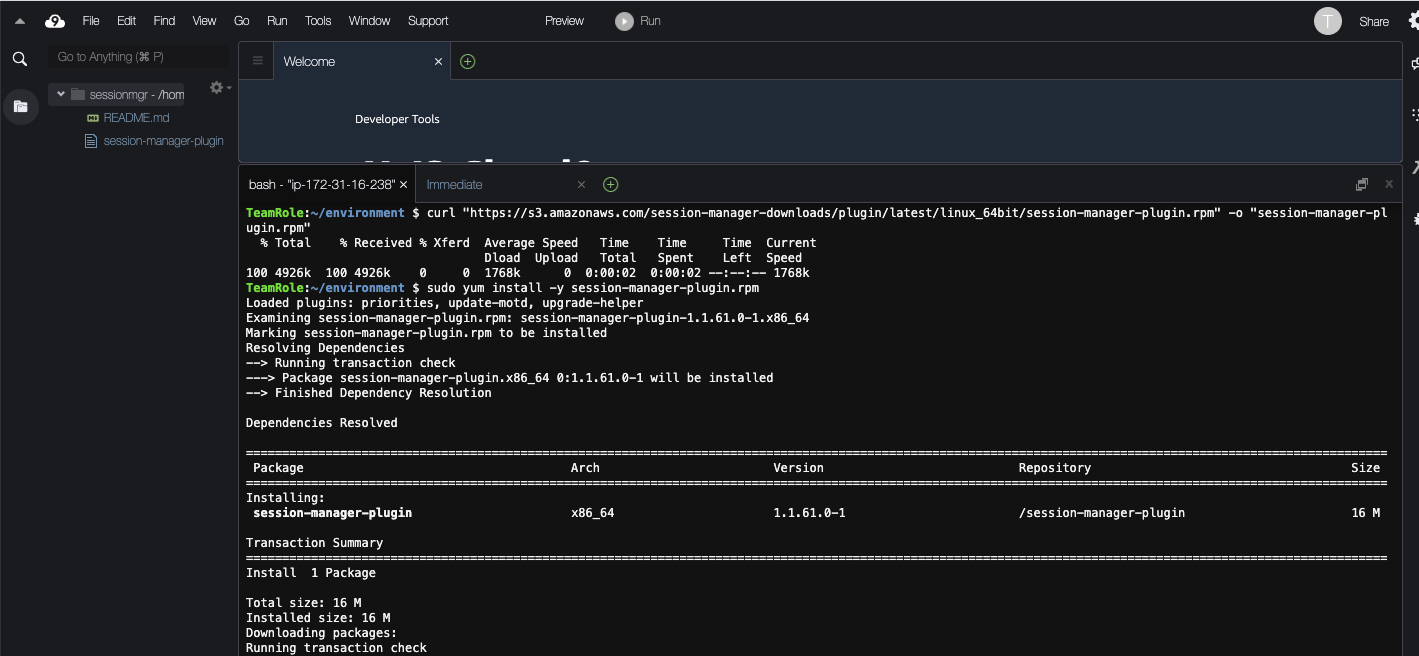 File Edit Find View Go Run Tools Window Support Preview Run T Share
Go to Anything (⌘ P)
Welcome
sessionmgr - /hom
README.md
session-manager-plugin
Developer Tools
bash - "ip-172-31-16-238"
Immediate
TeamRole:~/environment $ curl "https://s3.amazonaws.com/session-manager-downloads/plugin/latest/linux_64bit/session-manager-plugin.rpm" -o "session-manager-pl
ugin.rpm"
% Total % Received % Xferd Average Speed Time Time Time Current
Dload Upload Total Spent Left Speed
100 4926k 100 4926k 0 0 1768k 0 0:00:02 0:00:02 --:--:-- 1768k
TeamRole:~/environment $ sudo yum install -y session-manager-plugin.rpm
Loaded plugins: priorities, update-motd, upgrade-helper
Examining session-manager-plugin.rpm: session-manager-plugin-1.1.61.0-1.x86_64
Marking session-manager-plugin.rpm to be installed
Resolving Dependencies
--> Running transaction check
---> Package session-manager-plugin.x86_64 0:1.1.61.0-1 will be installed
--> Finished Dependency Resolution
Dependencies Resolved
Package Arch Version Repository Size
Installing:
session-manager-plugin x86_64 1.1.61.0-1 /session-manager-plugin 16 M
Transaction Summary
Install 1 Package
Total size: 16 M
Installed size: 16 M
Downloading packages:
Running transaction check